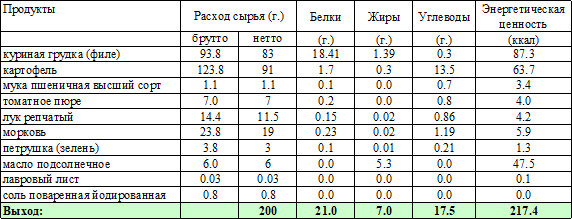 Продукты Расход сырья (г.) Белки Жиры Углеводы Энергетическая ценность
брутто нетто (г.) (г.) (г.) (ккал)
куриная грудка (филе) 93.8 83 18.41 1.39 0.3 87.3
картофель 123.8 91 1.7 0.3 13.5 63.7
мука пшеничная высший сорт 1.1 1.1 0.1 0.0 0.7 3.4
томатное пюре 7.0 7 0.2 0.0 0.8 4.0
лук репчатый 14.4 11.5 0.15 0.02 0.86 4.2
морковь 23.8 19 0.23 0.02 1.19 5.9
петрушка (зелень) 3.8 3 0.1 0.01 0.21 1.3
масло подсолнечное 6.0 6 0.0 5.3 0.0 47.5
лавровый лист 0.03 0.03 0.0 0.0 0.0 0.1
соль поваренная йодированная 0.8 0.8 0.0 0.0 0.0 0.0
Выход: 200 21.0 7.0 17.5 217.4